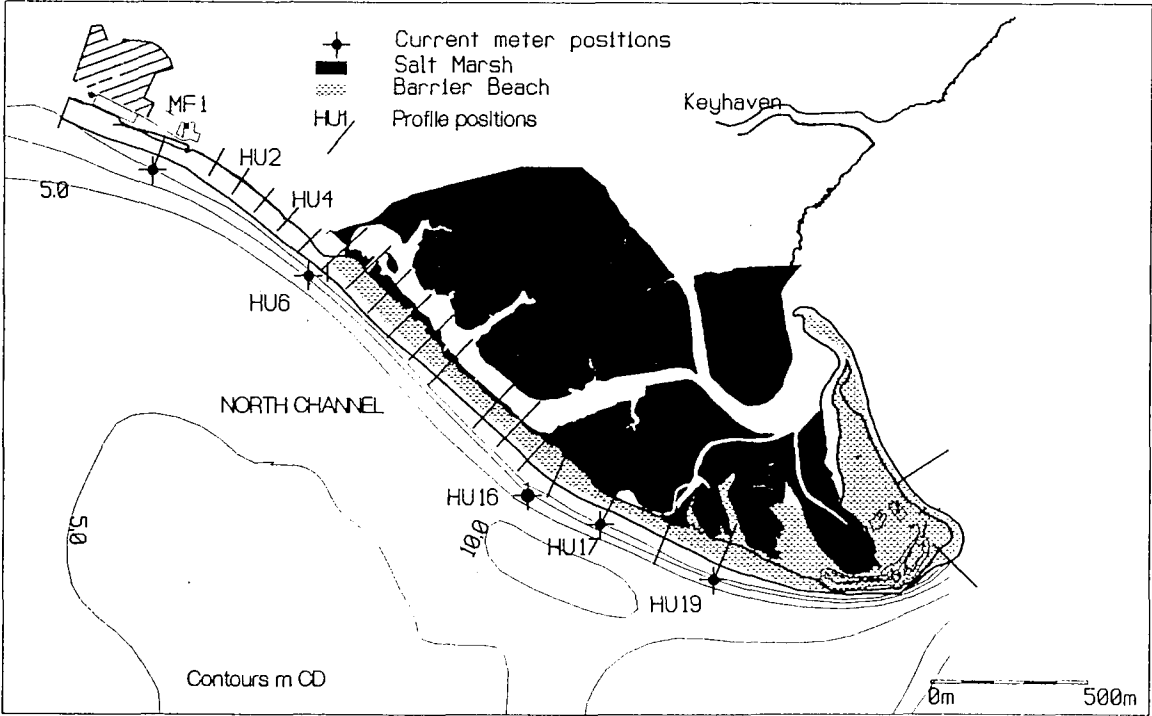 Current meter positions
Salt Marsh
Barrier Beach
HU1 Profile positions
MF1
Keyhaven
HU2
5.0
HU4
HU6
NORTH CHANNEL
HU16
5.0
10.0
HU17
HU19
Contours m CD
0m 500m